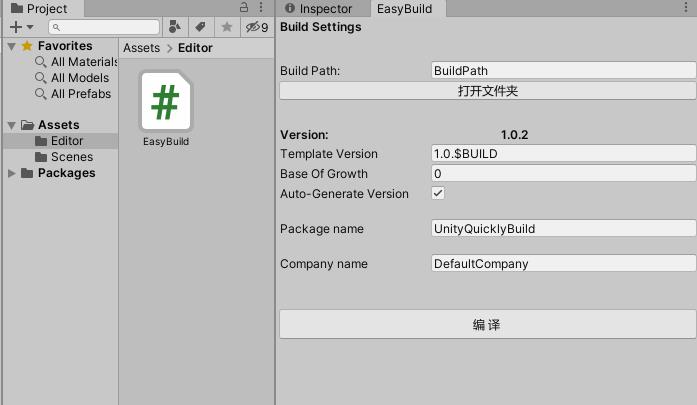 Project
9
Favorites
All Materials
All Models
All Prefabs
Assets
Editor
Scenes
Packages
Assets > Editor
#
EasyBuild
Inspector EasyBuild
Build Settings
Build Path: BuildPath
打开文件夹
Version: 1.0.2
Template Version 1.0.$BUILD
Base Of Growth 0
Auto-Generate Version
Package name UnityQuicklyBuild
Company name DefaultCompany
编 译